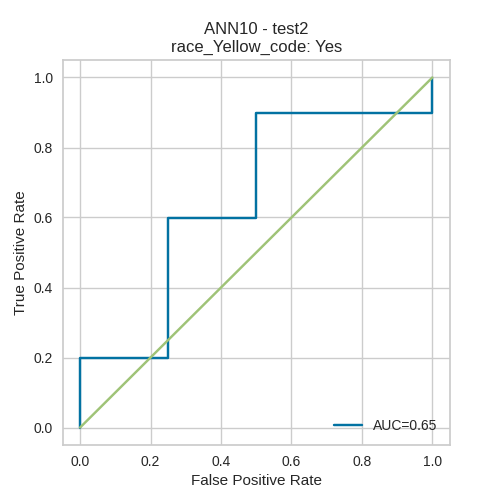 ANN10 - test2
race_Yellow_code: Yes
1.0
0.8
0.6
0.4
0.2
0.0
True Positive Rate
AUC=0.65
0.0 0.2 0.4 0.6 0.8 1.0
False Positive Rate